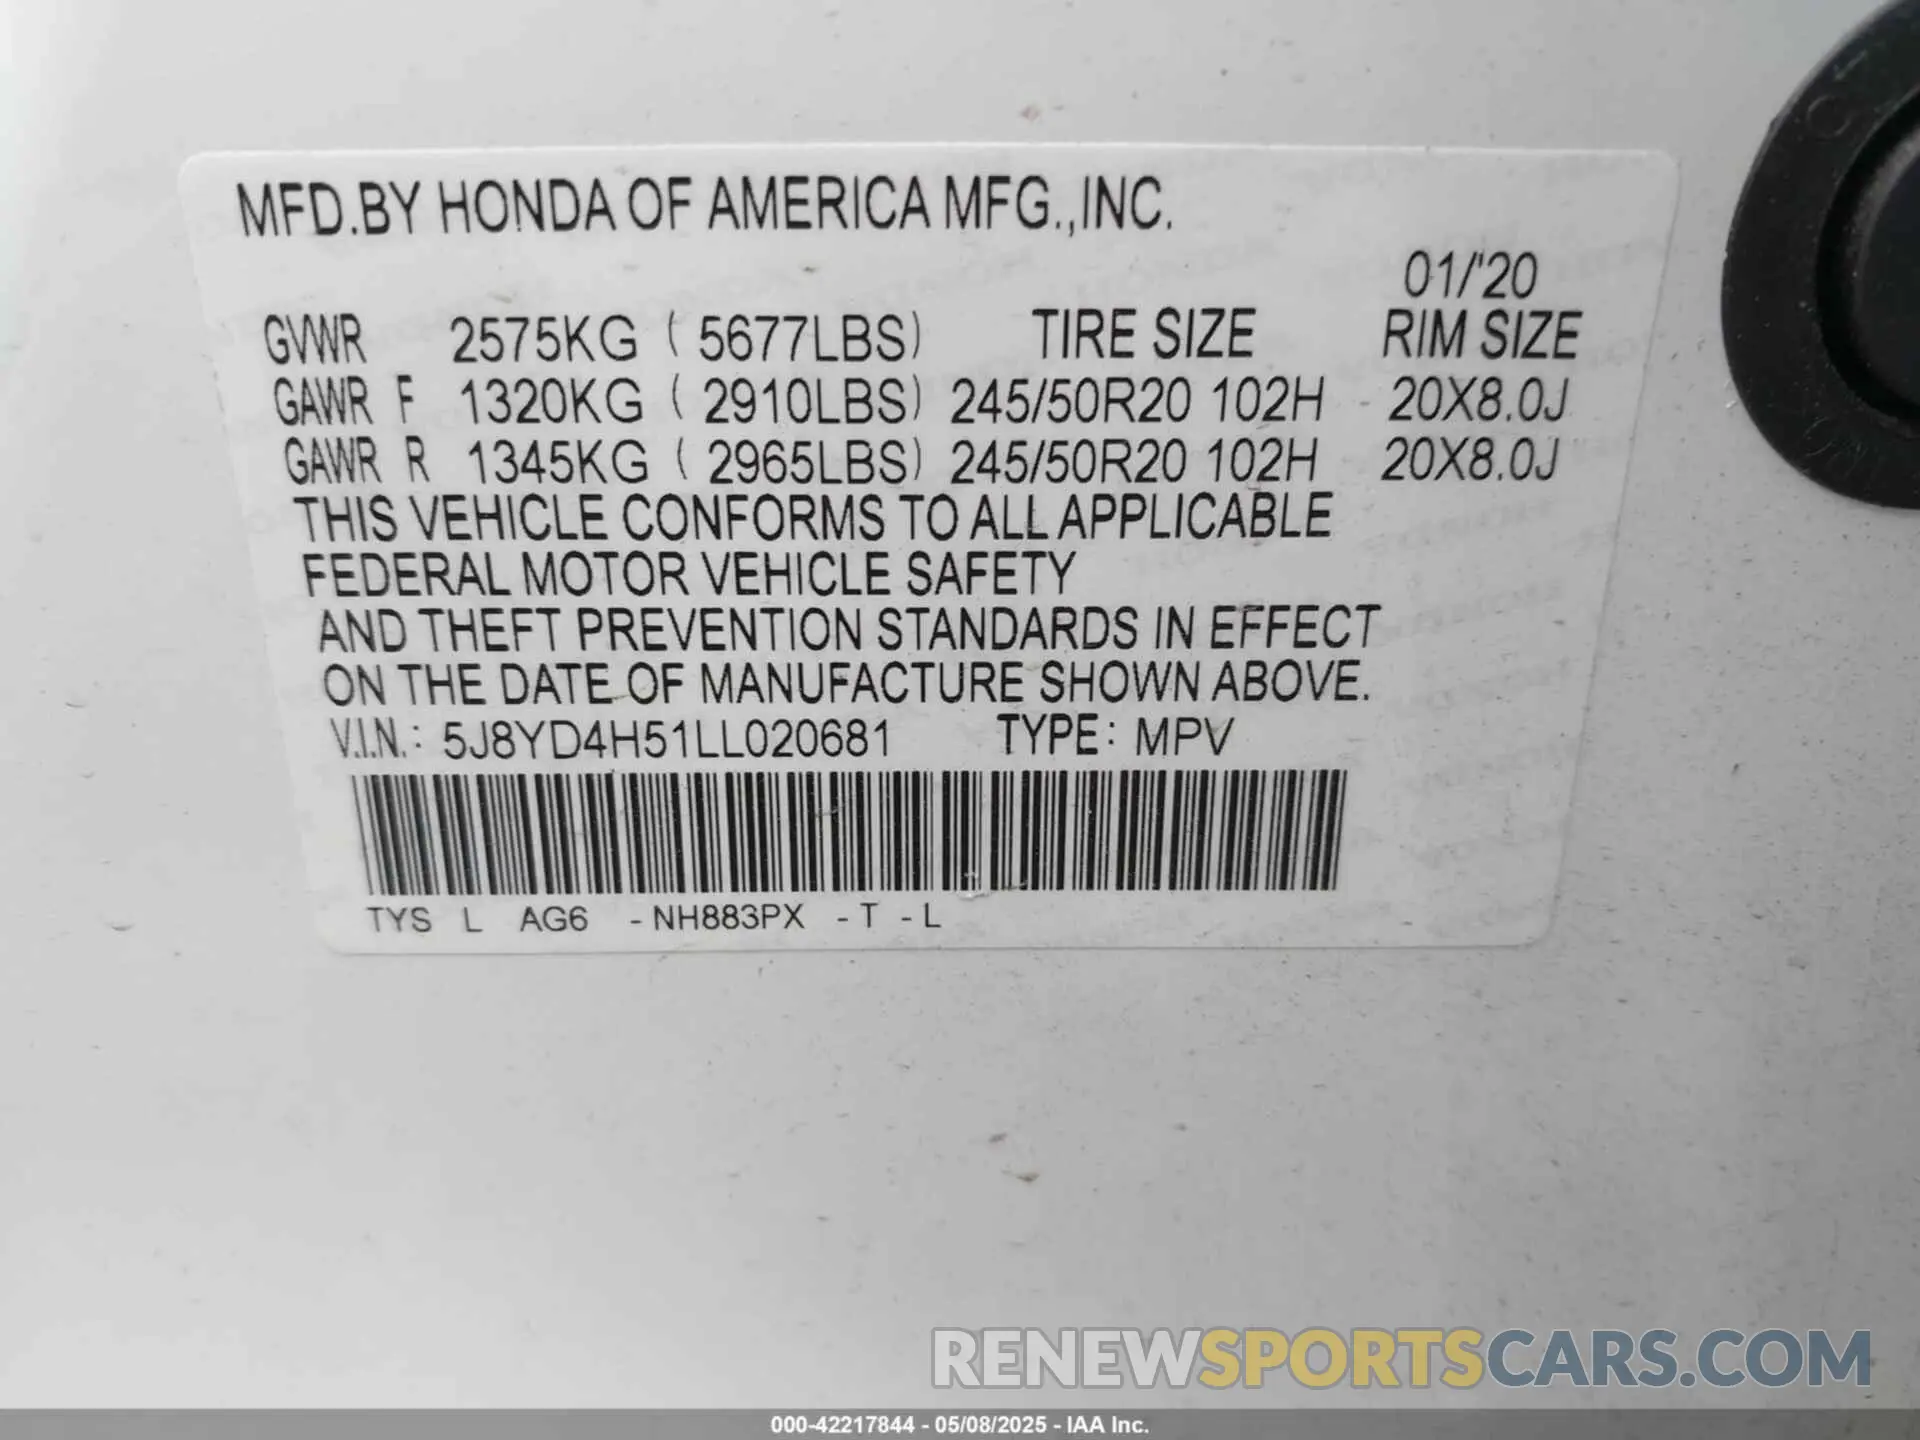 MFD.BY HONDA OF AMERICA MFG.,INC.
01/'20
GVWR 2575KG ( 5677LBS) TIRE SIZE RIM SIZE
GAWR F 1320KG ( 2910LBS) 245/50R20 102H 20X8.0J
GAWR R 1345KG ( 2965LBS) 245/50R20 102H 20X8.0J
THIS VEHICLE CONFORMS TO ALL APPLICABLE
FEDERAL MOTOR VEHICLE SAFETY
AND THEFT PREVENTION STANDARDS IN EFFECT
ON THE DATE OF MANUFACTURE SHOWN ABOVE.
V.I.N.: 5J8YD4H51LL020681 TYPE: MPV
TYS L AG6 -NH883PX -T -L
RENEWSPORTSCARS.COM
000-42217844 - 05/08/2025 - IAA Inc.